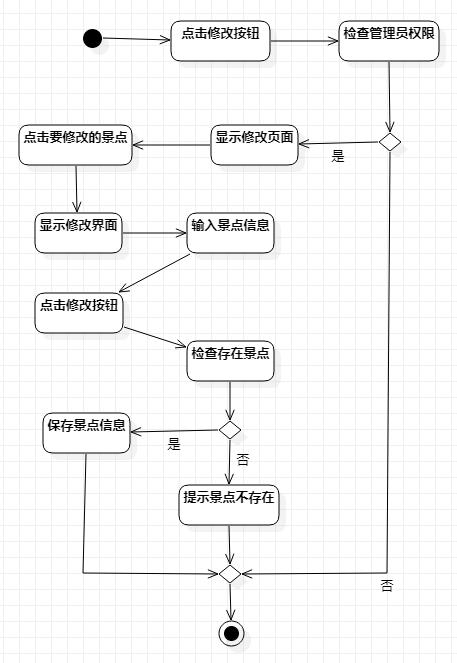 点击修改按钮
检查管理员权限
是
显示修改页面
点击要修改的景点
显示修改界面
输入景点信息
点击修改按钮
检查存在景点
保存景点信息
是
否
提示景点不存在
否